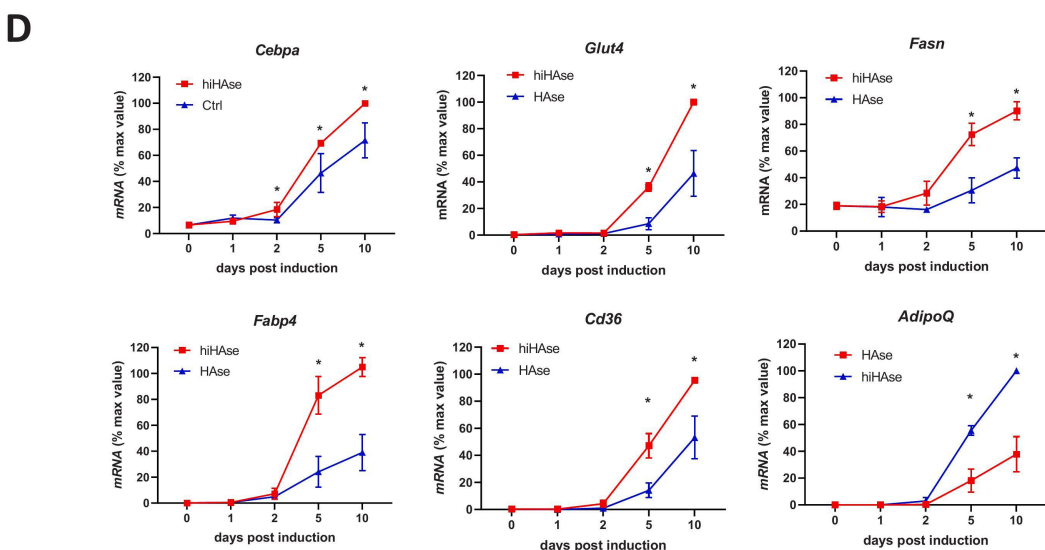 D
Cebpa
hiHAse
Ctrl
mRNA (% max value)
120
100
80
60
40
20
0
*
*
*
0 1 2 5 10
days post induction
Glut4
hiHAse
HAse
mRNA (% max value)
120
100
80
60
40
20
0
*
*
0 1 2 5 10
days post induction
Fasn
hiHAse
HAse
mRNA (% max value)
120
100
80
60
40
20
0
*
*
0 1 2 5 10
days post induction
Fabp4
hiHAse
HAse
mRNA (% max value)
120
100
80
60
40
20
0
*
*
0 1 2 5 10
days post induction
Cd36
hiHAse
HAse
mRNA (% max value)
120
100
80
60
40
20
0
*
*
0 1 2 5 10
days post induction
AdipoQ
HAse
hiHAse
mRNA (% max value)
120
100
80
60
40
20
0
*
*
0 1 2 5 10
days post induction